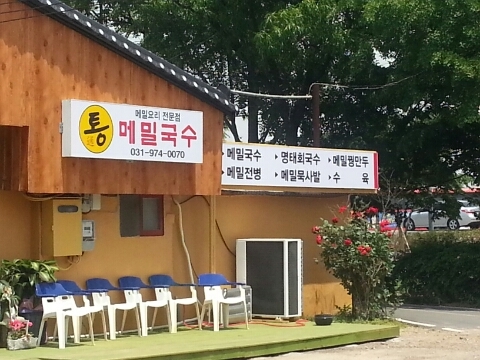 통
메밀요리 전문점
메밀국수
031-974-0070
메밀국수 명태회국수 메밀찐만두
메밀전병 메밀묵사발 수 육